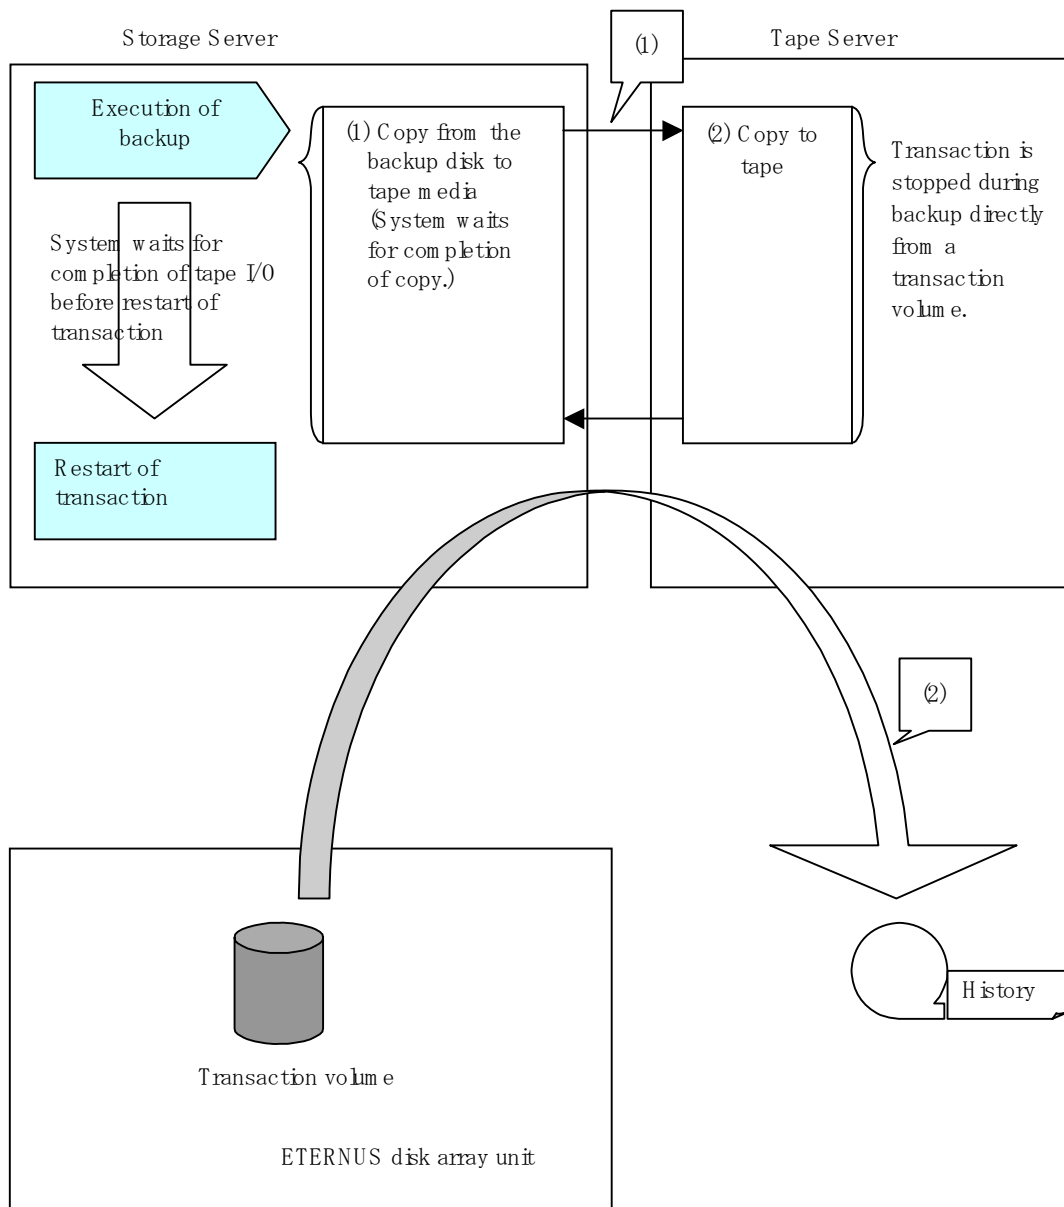 Storage Server
(1)
Tape Server
Execution of
backup
(1) Copy from the
backup disk to
tape media
(System waits
for completion
of copy.)
(2) Copy to
tape
Transaction is
stopped during
backup directly
from a
transaction
volume.
System waits for
completion of tape I/O
before restart of
transaction
Restart of
transaction
(2)
History
Transaction volume
ETERNUS disk array unit